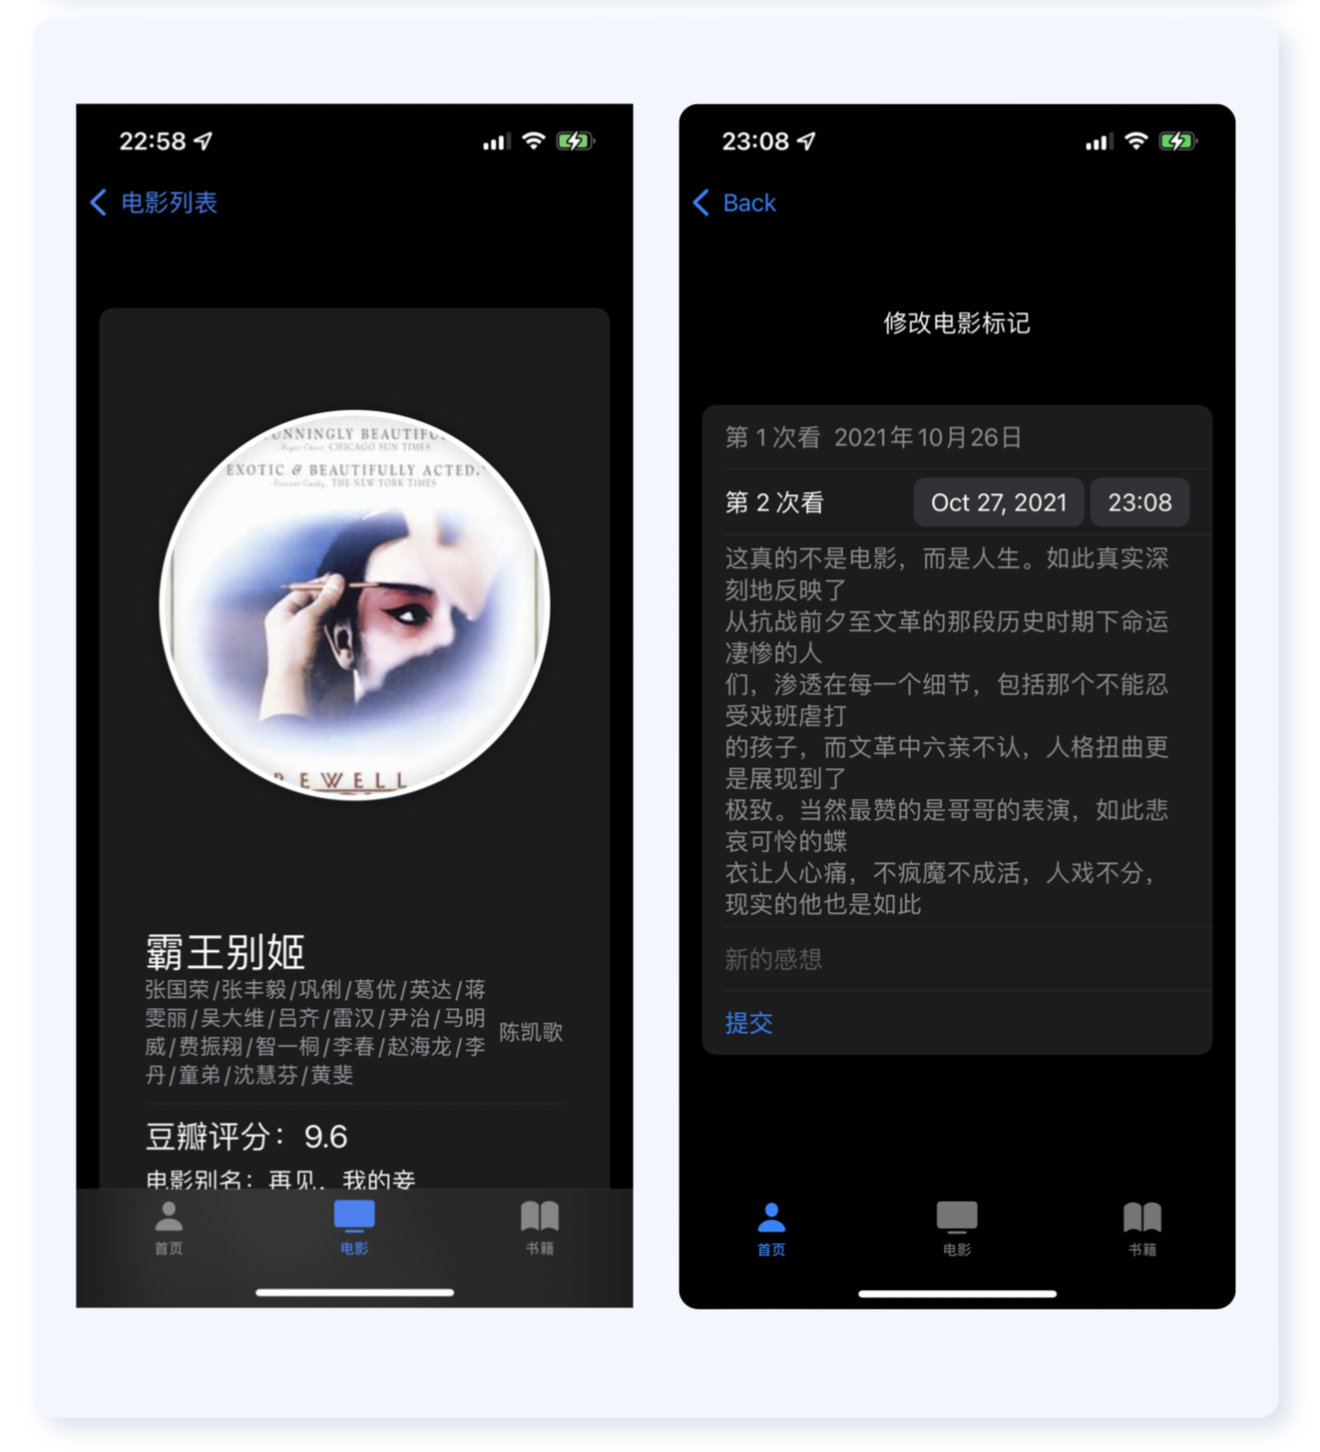 22:58
电影列表
UNNINGLY BEAUTIFU
CHICAGO SUN TIMES
EXOTIC & BEAUTIFULLY ACTED.
THE NEW YORK TIMES
EWELL
霸王别姬
张国荣/张丰毅/巩俐/葛优/英达/蒋
雯丽/吴大维/吕齐/雷汉/尹治/马明
威/费振翔/智一桐/李春/赵海龙/李
丹/童弟/沈慧芬/黄斐
陈凯歌
豆瓣评分：9.6
电影别名：再见，我的妾
首页
电影
书籍
23:08
Back
修改电影标记
第 1 次看 2021年10月26日
第 2 次看 Oct 27, 2021 23:08
这真的不是电影，而是人生。如此真实深
刻地反映了
从抗战前夕至文革的那段历史时期下命运
凄惨的人
们，渗透在每一个细节，包括那个不能忍
受戏班虐打
的孩子，而文革中六亲不认，人格扭曲更
是展现到了
极致。当然最赞的是哥哥的表演，如此悲
哀可怜的蝶
衣让人心痛，不疯魔不成活，人戏不分，
现实的他也是如此
新的感想
提交
首页
电影
书籍